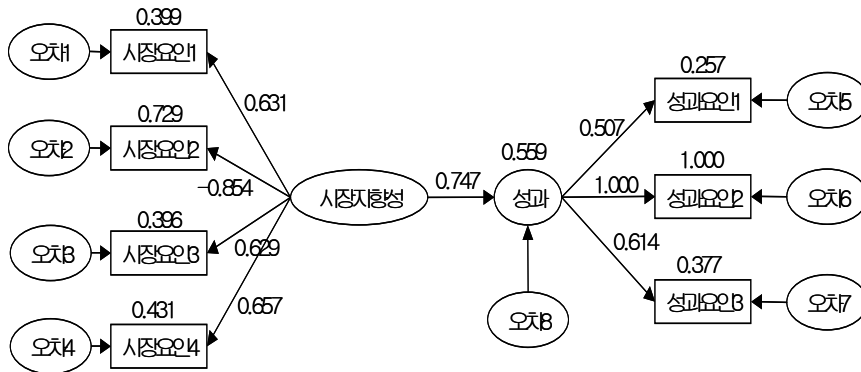 0.399
오차1
시장요인1
0.631
0.729
오차2
시장요인2
-0.854
0.396
오차3
시장요인3
0.629
0.431
오차4
시장요인4
0.657
시장지향성
0.747
0.559
성과
오차8
0.507
0.257
성과요인1
오차5
1.000
1.000
성과요인2
오차6
0.614
0.377
성과요인3
오차7